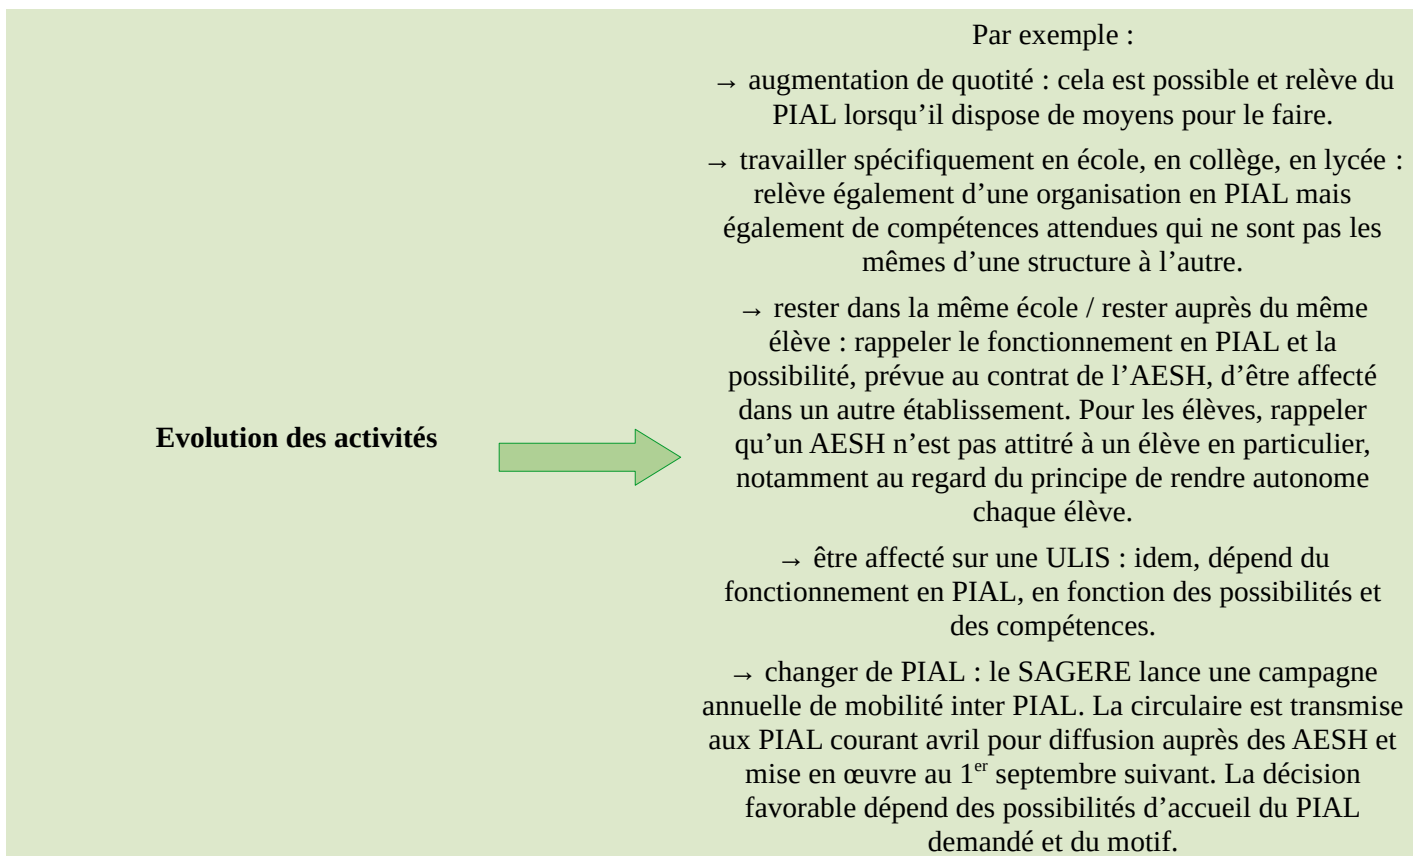 Par exemple :
→ augmentation de quotité : cela est possible et relève du
PIAL lorsqu’il dispose de moyens pour le faire.
→ travailler spécifiquement en école, en collège, en lycée :
relève également d’une organisation en PIAL mais
également de compétences attendues qui ne sont pas les
mêmes d’une structure à l’autre.
→ rester dans la même école / rester auprès du même
élève : rappeler le fonctionnement en PIAL et la
possibilité, prévue au contrat de l’AESH, d’être affecté
dans un autre établissement. Pour les élèves, rappeler
Evolution des activités
qu’un AESH n’est pas attitré à un élève en particulier,
notamment au regard du principe de rendre autonome
chaque élève.
→ être affecté sur une ULIS : idem, dépend du
fonctionnement en PIAL, en fonction des possibilités et
des compétences.
→ changer de PIAL : le SAGERE lance une campagne
annuelle de mobilité inter PIAL. La circulaire est transmise
aux PIAL courant avril pour diffusion auprès des AESH et
mise en œuvre au 1er septembre suivant. La décision
favorable dépend des possibilités d’accueil du PIAL
demandé et du motif.